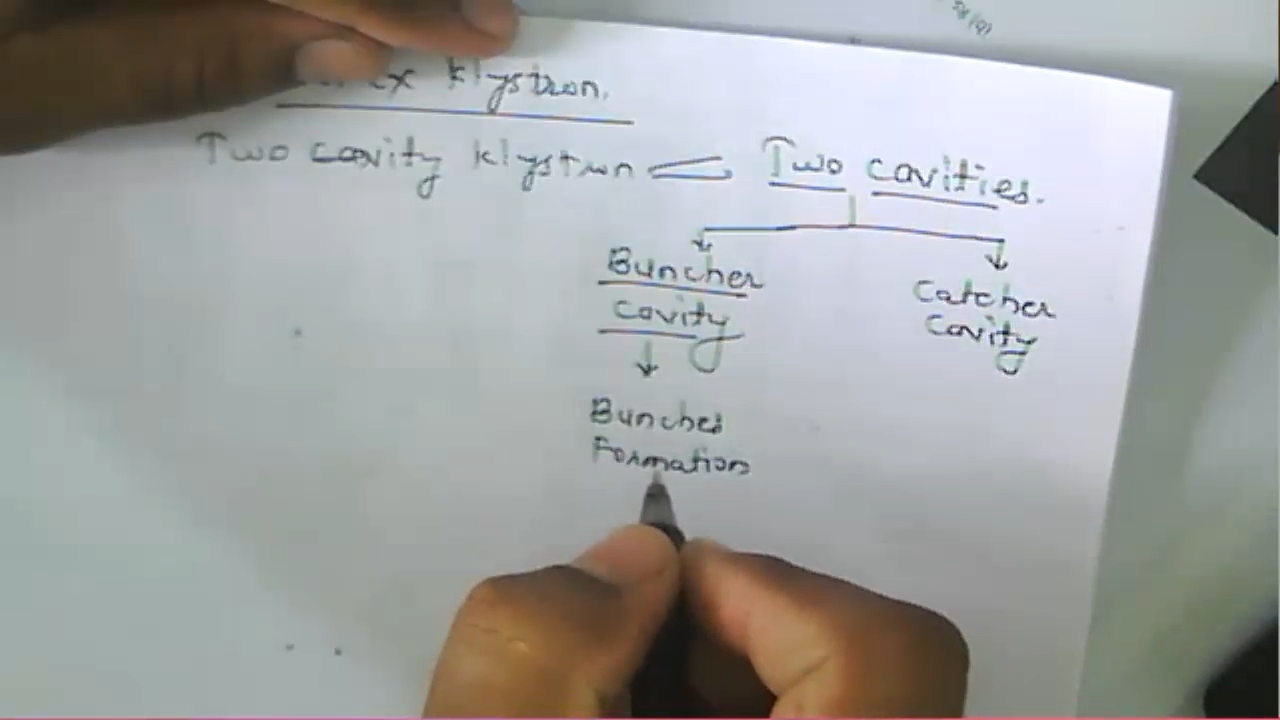 klystron.
Two cavity klystron
Two cavities.
Buncher
cavity
Catcher
Cavity
Bunches
Formation